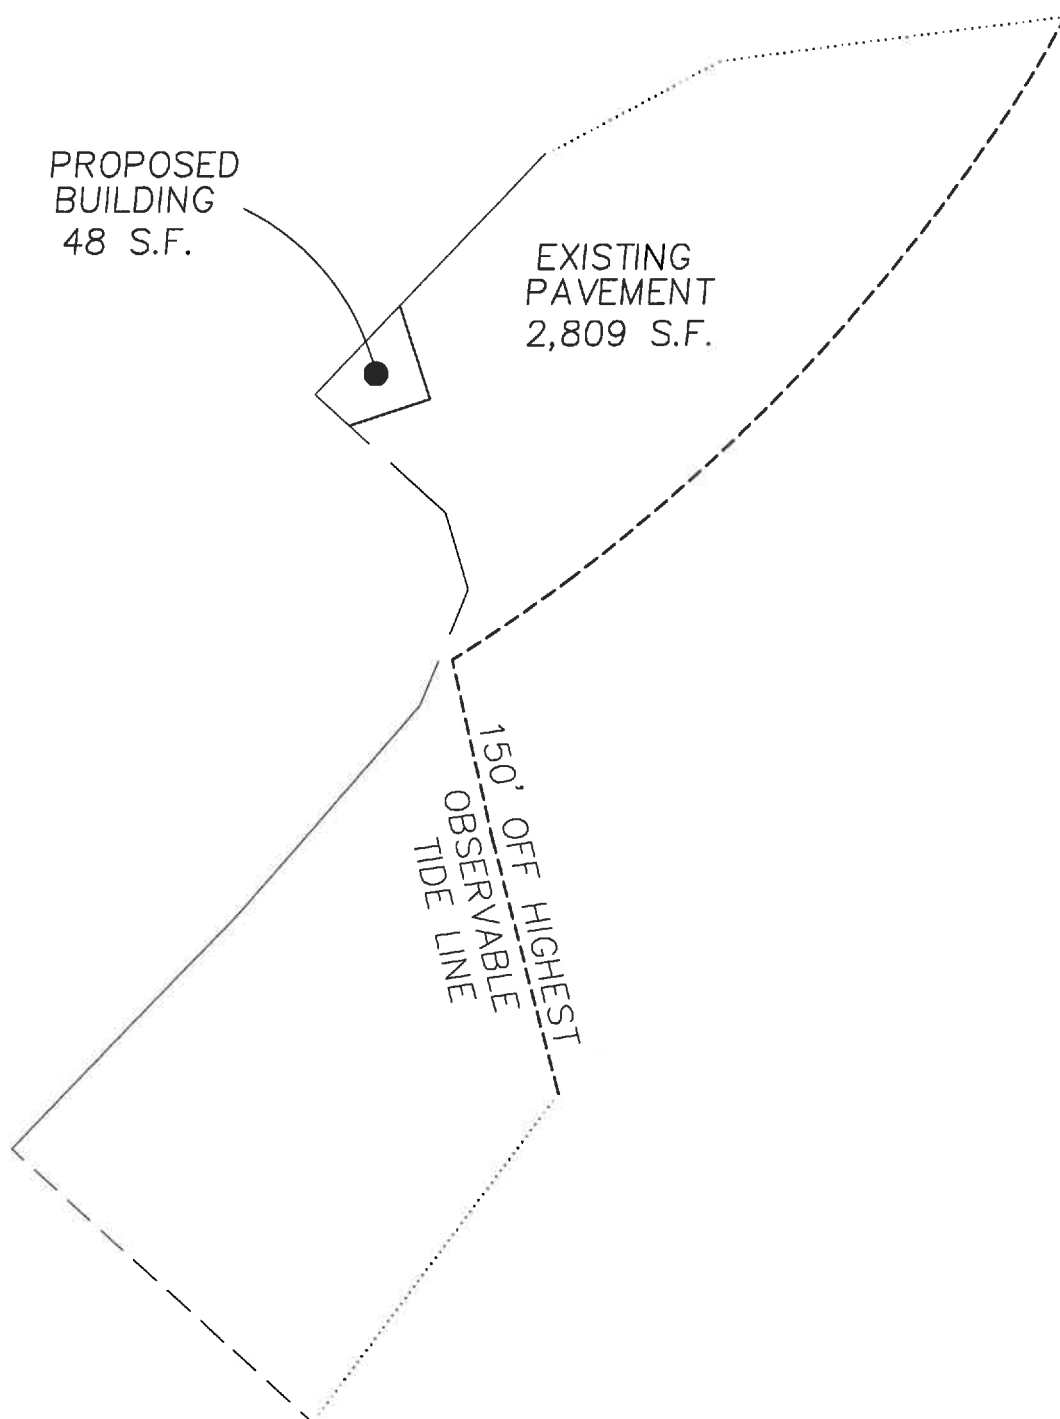 PROPOSED
BUILDING
48 S.F.
EXISTING
PAVEMENT
2,809 S.F.
150' OFF HIGHEST
OBSERVABLE
TIDE LINE